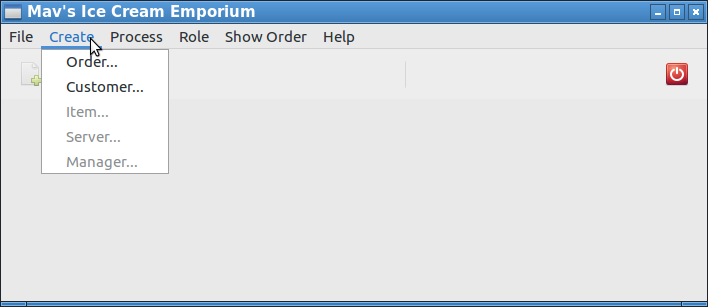 Mav's Ice Cream Emporium
File Create Process Role Show Order Help
Order...
Customer...
Item...
Server...
Manager...